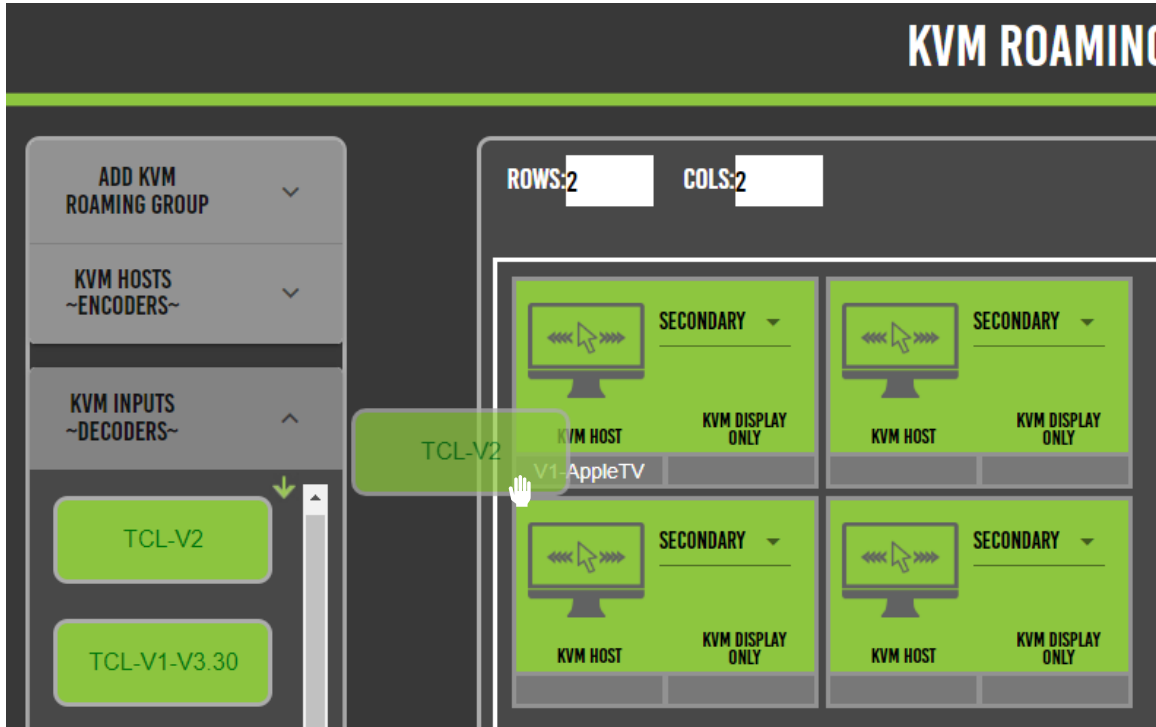 KVM ROAMING
ADD KVM
ROAMING GROUP
KVM HOSTS
~ENCODERS~
KVM INPUTS
~DECODERS~
TCL-V2
TCL-V1-V3.30
TCL-V2
ROWS:2
COLS:2
SECONDARY
KVM HOST
KVM DISPLAY
ONLY
V1-AppleTV
SECONDARY
KVM HOST
KVM DISPLAY
ONLY
SECONDARY
KVM HOST
KVM DISPLAY
ONLY
SECONDARY
KVM HOST
KVM DISPLAY
ONLY